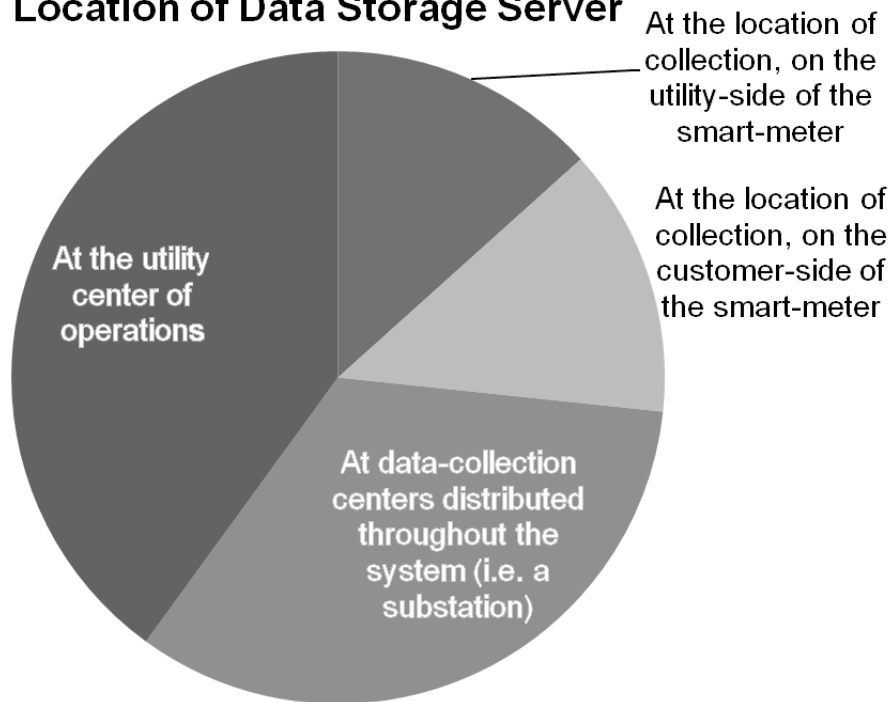 Location of Data Storage Server
At the location of
collection, on the
utility-side of the
smart-meter
At the location of
collection, on the
customer-side of
the smart-meter
At the utility
center of
operations
At data-collection
centers distributed
throughout the
system (i.e. a
substation)